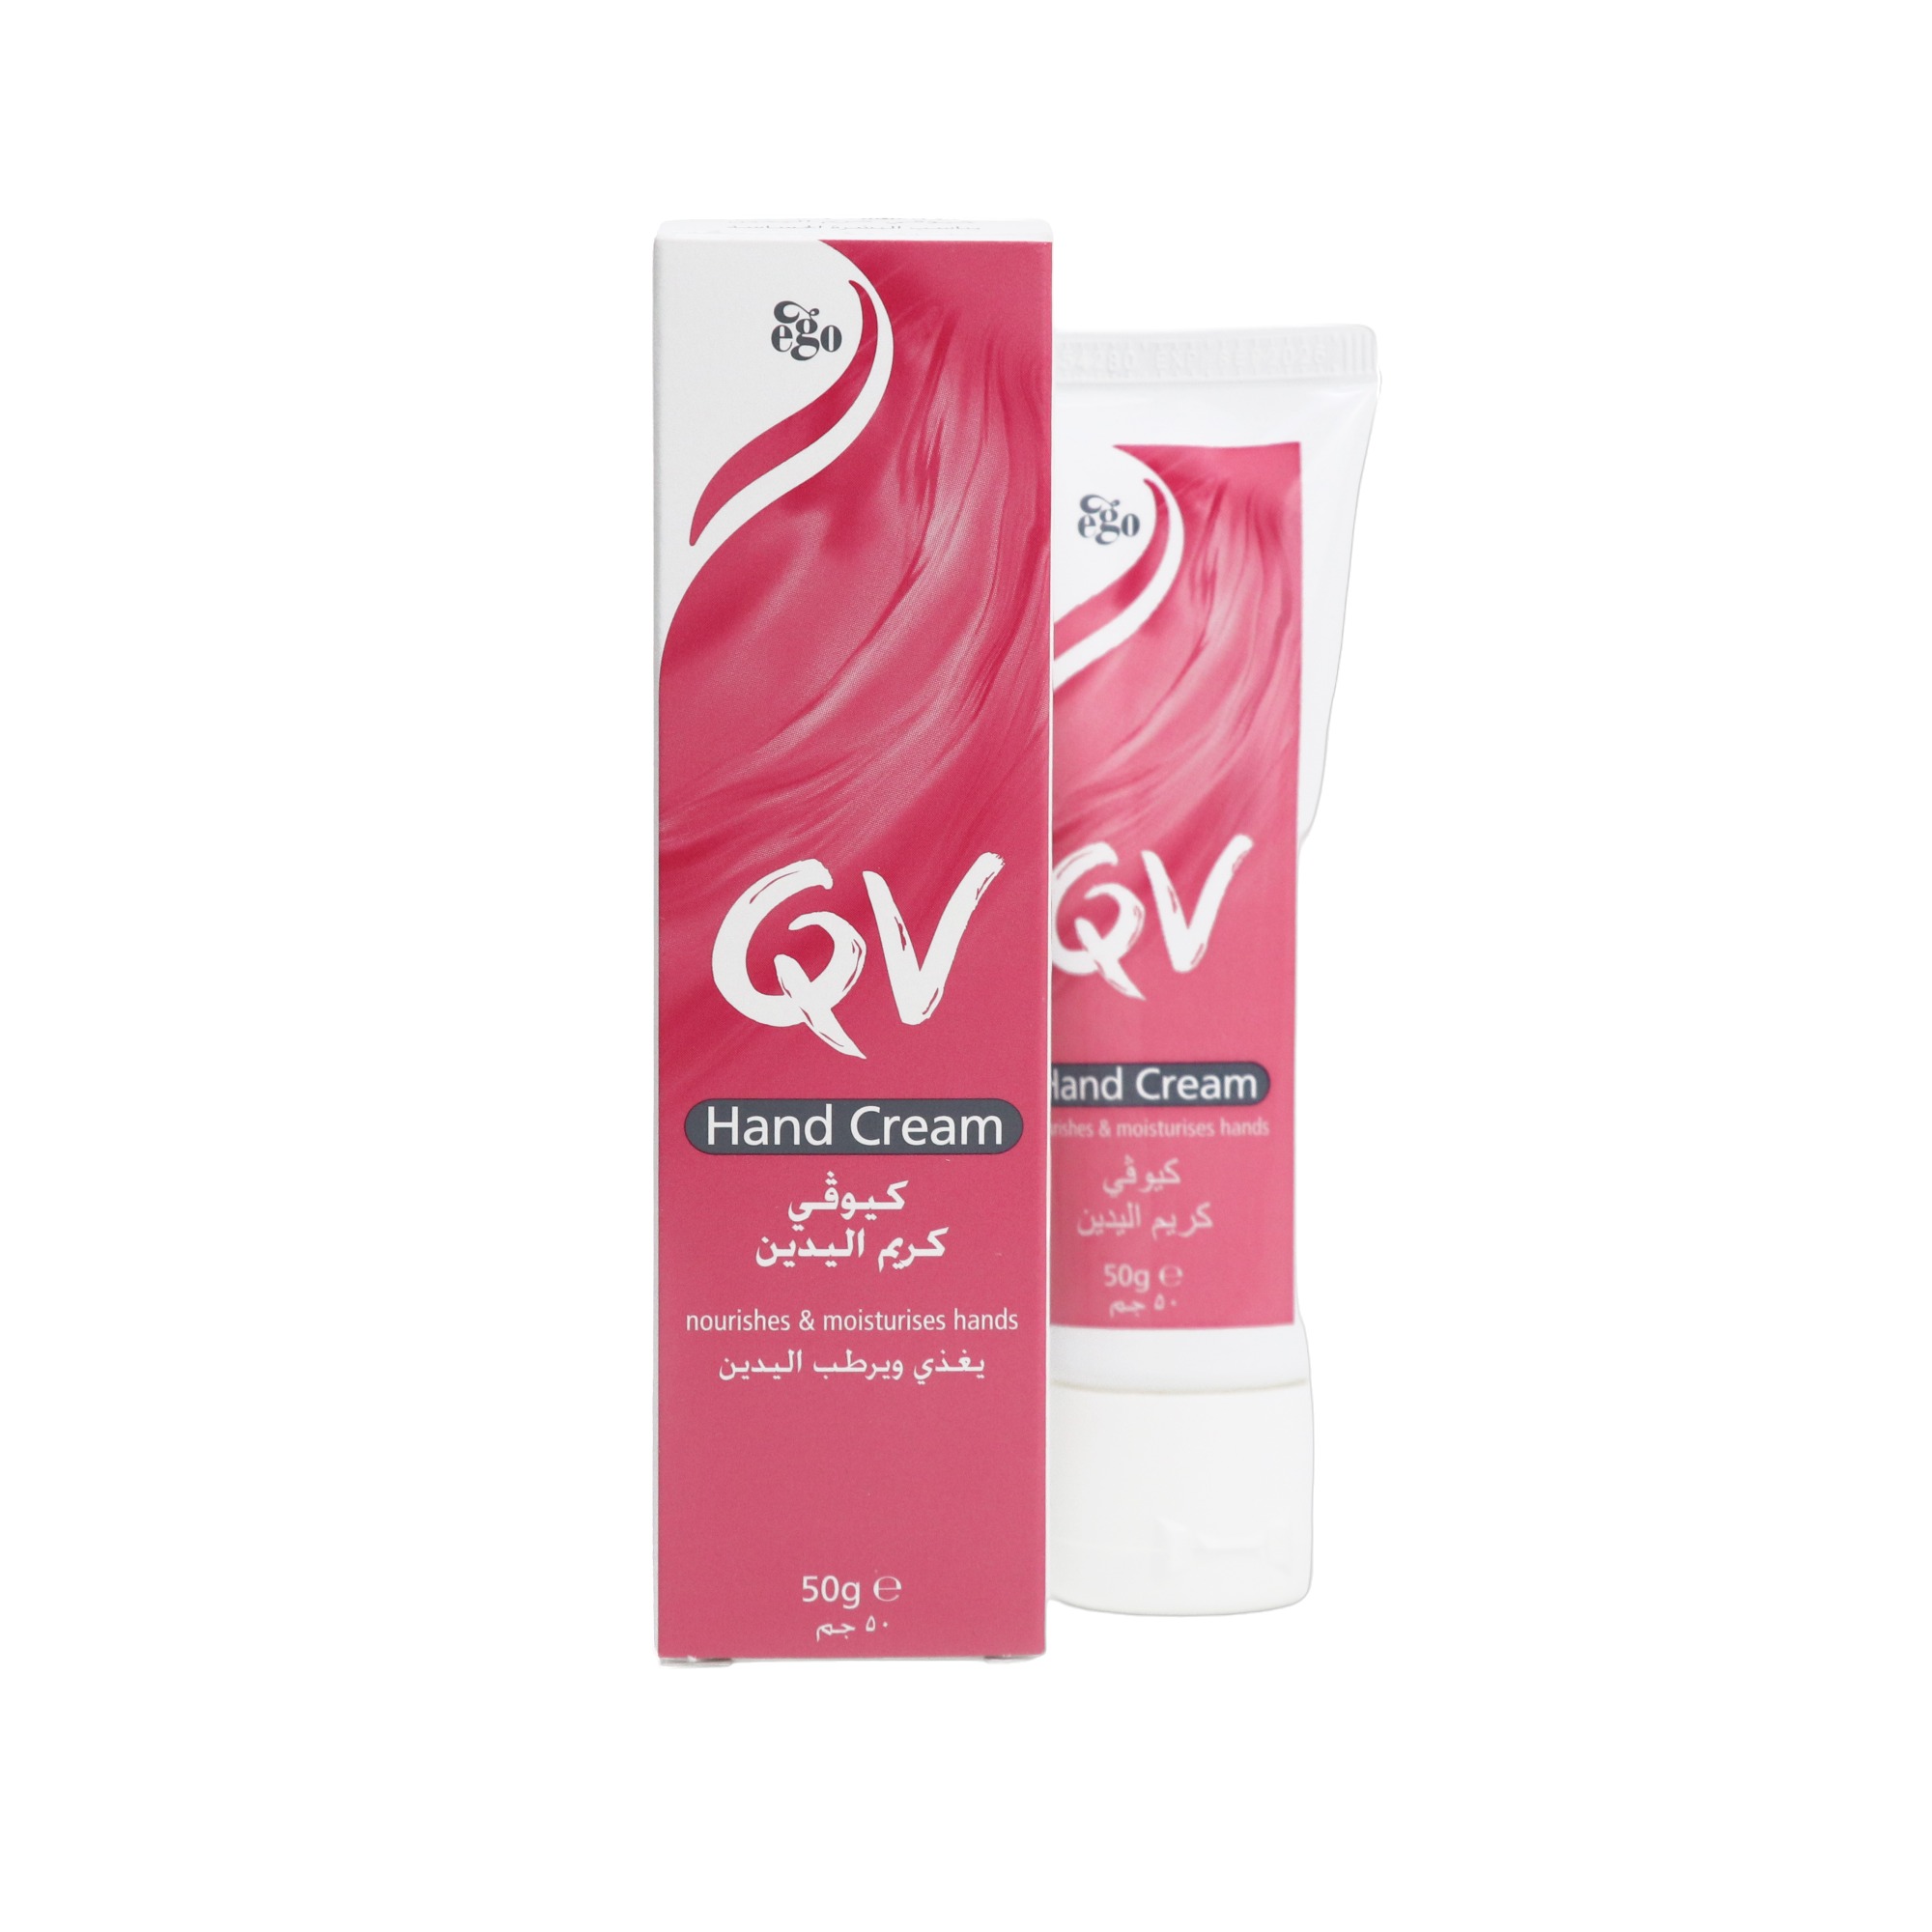 ego
QV
Hand Cream
كيوڤي
كريم اليدين
nourishes & moisturises hands
يغذي ويرطب اليدين
50g ℮
٥٠ جم
ego
QV
Hand Cream
& moisturises hands
كيوڤي
كريم اليدين
50g ℮
٥٠ جم